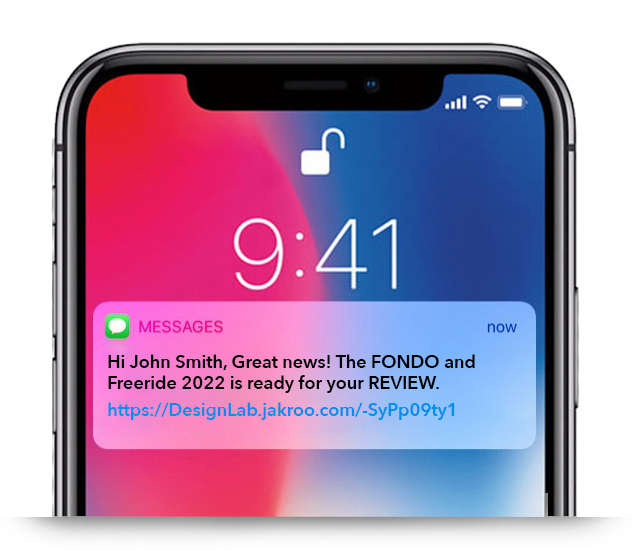 9:41
MESSAGES now
Hi John Smith, Great news! The FONDO and
Freeride 2022 is ready for your REVIEW.
https://DesignLab.jakroo.com/-SyPp09ty1